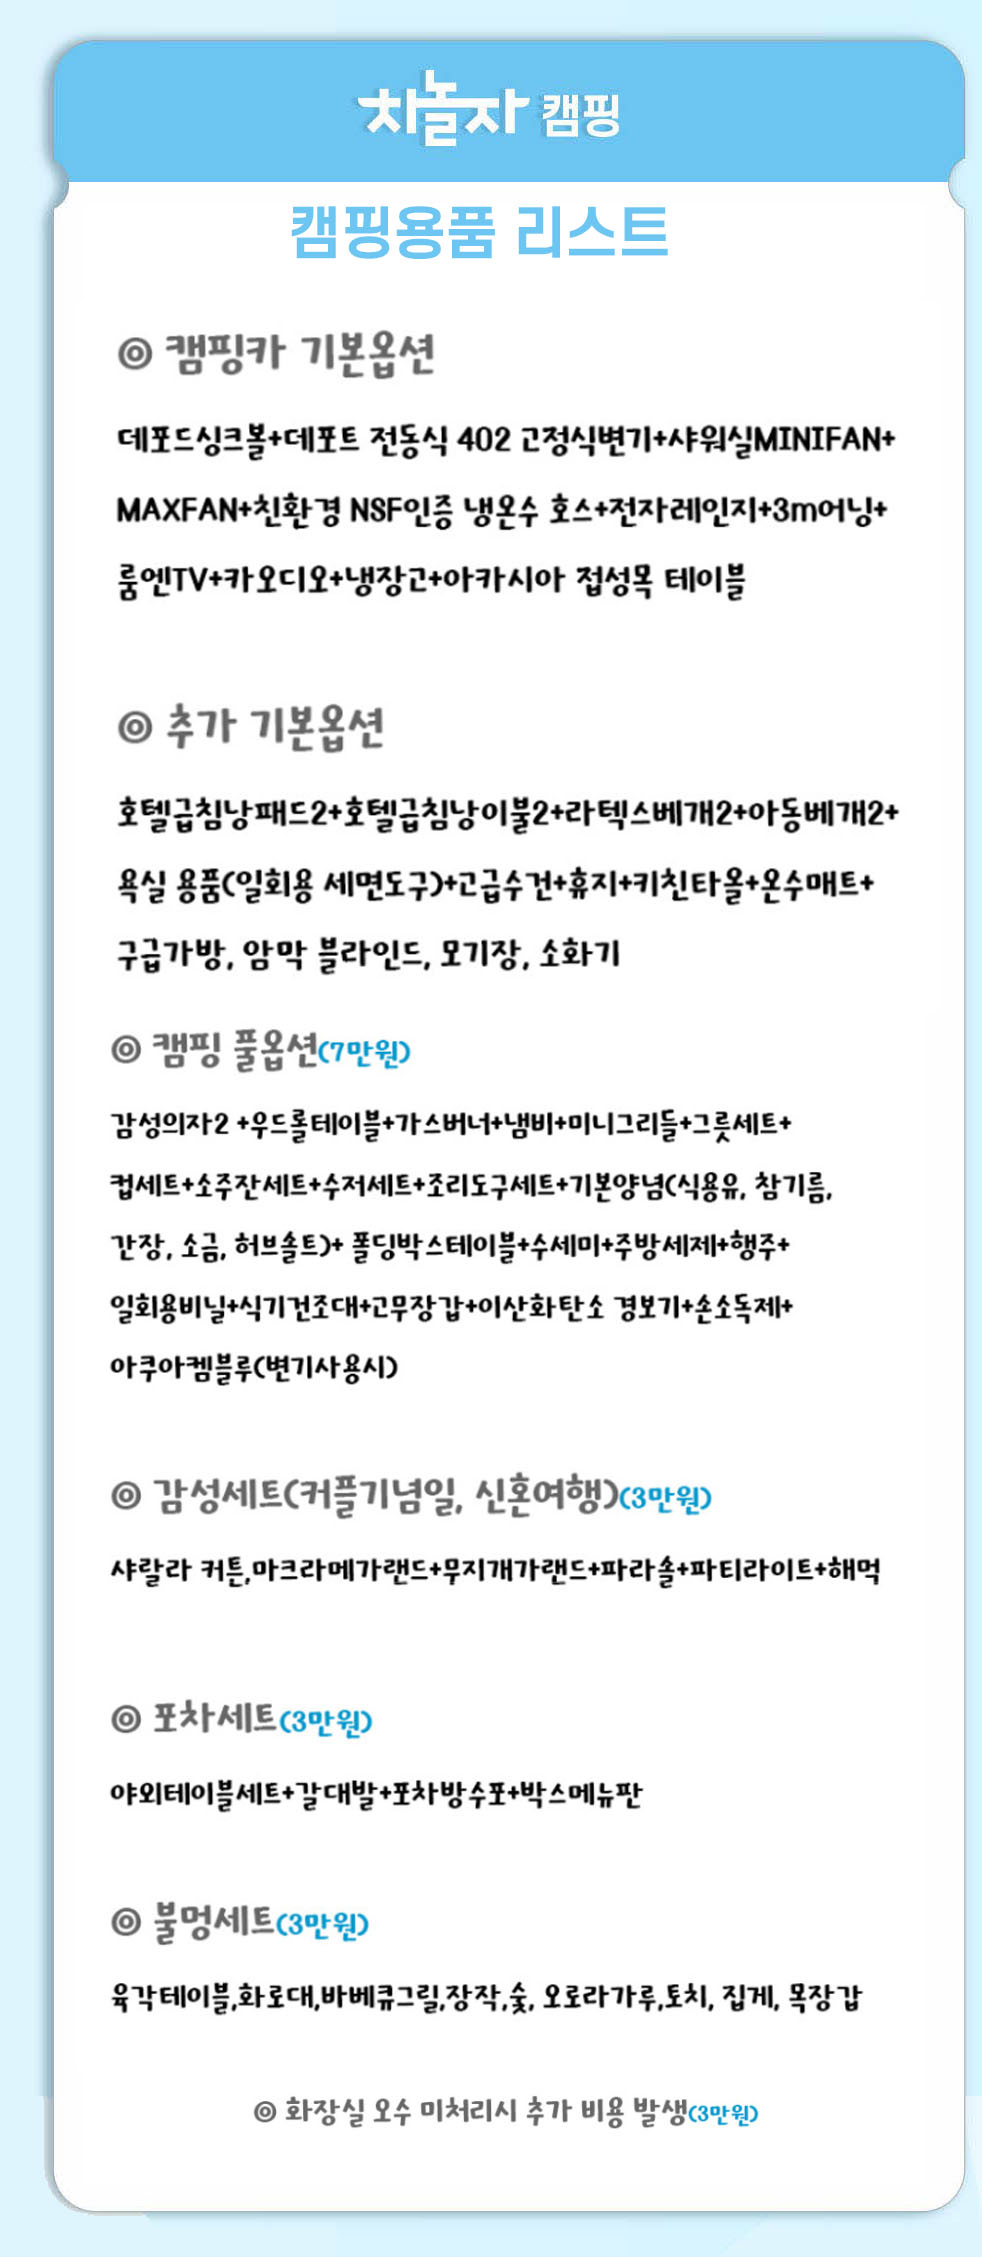 차놀자 캠핑
캠핑용품 리스트
◎ 캠핑카 기본옵션
데포드싱크볼+데포트 전동식 402 고정식변기+샤워실MINIFAN+
MAXFAN+친환경 NSF인증 냉온수 호스+전자레인지+3m어닝+
룸엔TV+카오디오+냉장고+아카시아 접성목 테이블
◎ 추가 기본옵션
호텔급침낭패드2+호텔급침낭이불2+라텍스베개2+아동베개2+
욕실 용품(일회용 세면도구)+고급수건+휴지+키친타올+온수매트+
구급가방, 암막 블라인드, 모기장, 소화기
◎ 캠핑 풀옵션(7만원)
감성의자2 +우드롤테이블+가스버너+냄비+미니그리들+그릇세트+
컵세트+소주잔세트+수저세트+조리도구세트+기본양념(식용유, 참기름,
간장, 소금, 허브솔트)+ 폴딩박스테이블+수세미+주방세제+행주+
일회용비닐+식기건조대+고무장갑+이산화탄소 경보기+손소독제+
아쿠아켐블루(변기사용시)
◎ 감성세트(커플기념일, 신혼여행)(3만원)
샤랄라 커튼,마크라메가랜드+무지개가랜드+파라솔+파티라이트+해먹
◎ 포차세트(3만원)
야외테이블세트+갈대발+포차방수포+박스메뉴판
◎ 불멍세트(3만원)
육각테이블,화로대,바베큐그릴,장작,숯, 오로라가루,토치, 집게, 목장갑
◎ 화장실 오수 미처리시 추가 비용 발생(3만원)